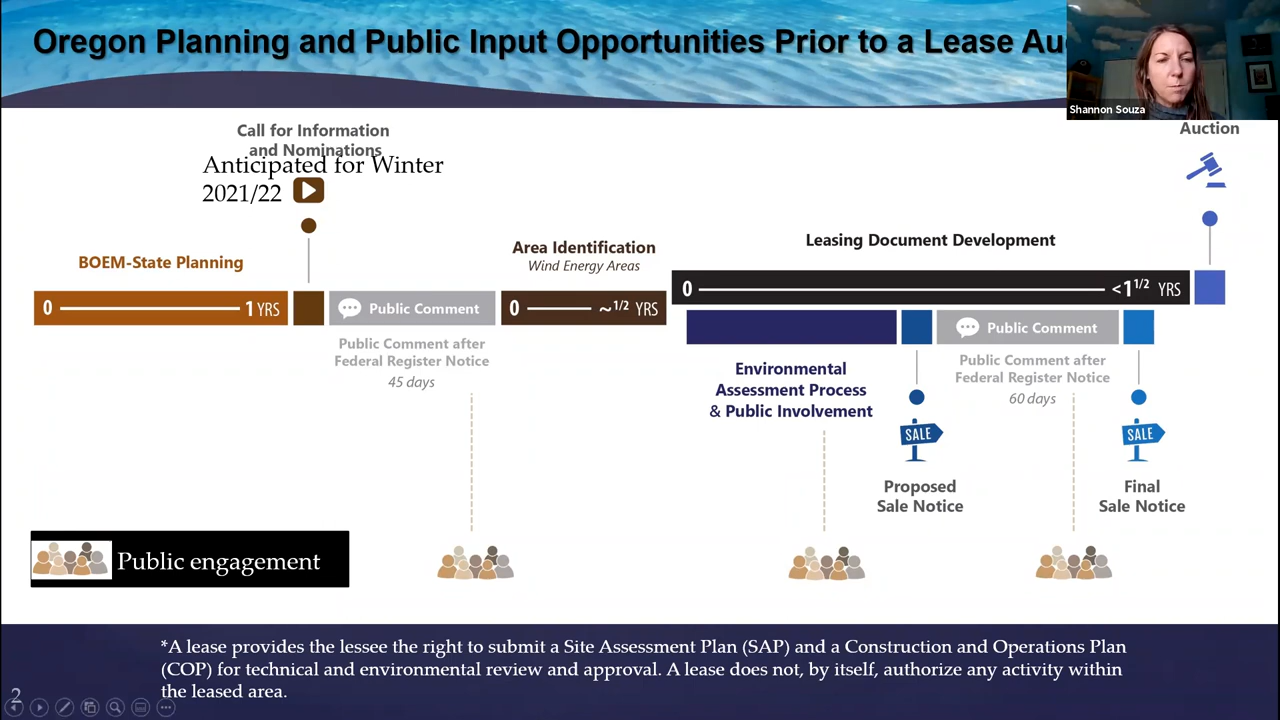 Oregon Planning and Public Input Opportunities Prior to a Lease Au
Shannon Souza
Call for Information
and Nominations
Anticipated for Winter
2021/22
Auction
BOEM-State Planning
Area Identification
Wind Energy Areas
Leasing Document Development
0 1 YRS
Public Comment
0 ~1/2 YRS
0 <1 1/2 YRS
Public Comment
Public Comment after
Federal Register Notice
45 days
Environmental
Assessment Process
& Public Involvement
Public Comment after
Federal Register Notice
60 days
SALE
SALE
Proposed
Sale Notice
Final
Sale Notice
Public engagement
*A lease provides the lessee the right to submit a Site Assessment Plan (SAP) and a Construction and Operations Plan
(COP) for technical and environmental review and approval. A lease does not, by itself, authorize any activity within
the leased area.
2